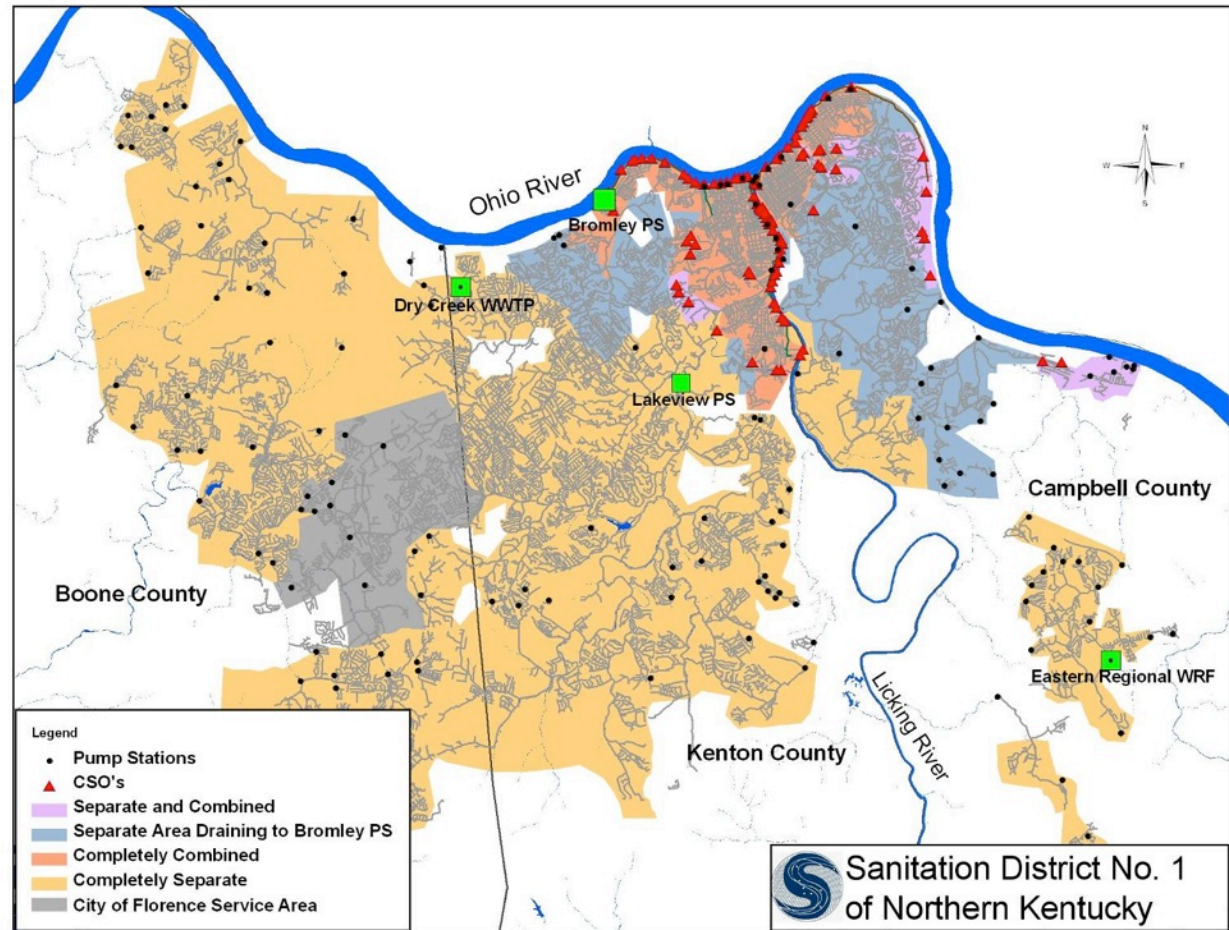 N
W
E
S
Ohio River
Bromley PS
Dry Creek WWTP
Lakeview PS
Campbell County
Boone County
Eastern Regional WRF
Licking River
Kenton County
Legend
Pump Stations
CSO's
Separate and Combined
Separate Area Draining to Bromley PS
Completely Combined
Completely Separate
City of Florence Service Area
Sanitation District No. 1
of Northern Kentucky